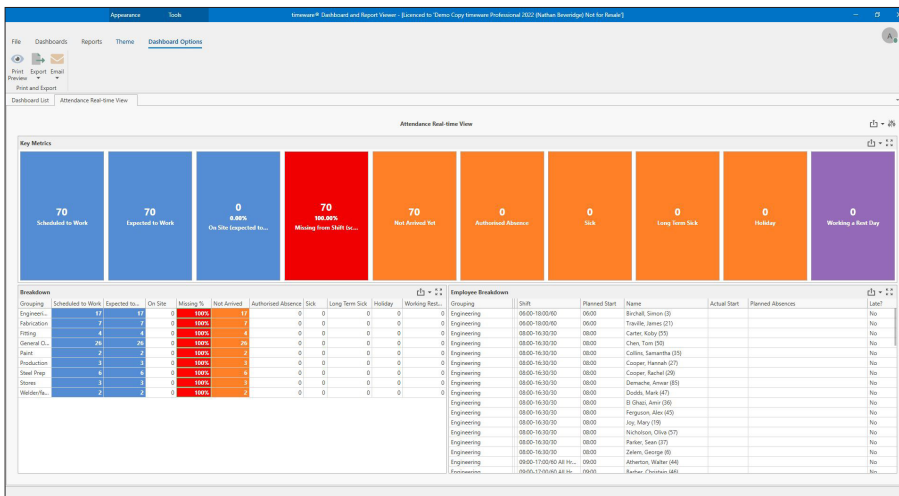 Appearance Tools timeware® Dashboard and Report Viewer - [Licenced to 'Demo Copy timeware Professional 2022 (Nathan Beveridge) Not for Resale']
File Dashboards Reports Theme Dashboard Options
A
Print Preview Export Email
Print and Export
Dashboard List Attendance Real-time View
Attendance Real-time View
Key Metrics
70 Scheduled to Work
70 Expected to Work
0 0.00% On Site (expected to...
70 100.00% Missing from Shift (sc...
70 Not Arrived Yet
0 Authorised Absence
0 Sick
0 Long Term Sick
0 Holiday
0 Working a Rest Day
Breakdown
Grouping Scheduled to Work Expected to... On Site Missing % Not Arrived Authorised Absence Sick Long Term Sick Holiday Working Rest...
Engineeri... 17 17 0 100% 17 0 0 0 0 0
Fabrication 7 7 0 100% 7 0 0 0 0 0
Fitting 4 4 0 100% 4 0 0 0 0 0
General O... 26 26 0 100% 26 0 0 0 0 0
Paint 2 2 0 100% 2 0 0 0 0 0
Production 3 3 0 100% 3 0 0 0 0 0
Steel Prep 6 6 0 100% 6 0 0 0 0 0
Stores 3 3 0 100% 3 0 0 0 0 0
Welder/fa... 2 2 0 100% 2 0 0 0 0 0
Employee Breakdown
Grouping Shift Planned Start Name Actual Start Planned Absences Late?
Engineering 06:00-18:00/60 06:00 Birchall, Simon (3) No
Engineering 06:00-18:00/60 06:00 Traville, James (21) No
Engineering 08:00-16:30/30 08:00 Carter, Koby (55) No
Engineering 08:00-16:30/30 08:00 Chen, Tom (50) No
Engineering 08:00-16:30/30 08:00 Collins, Samantha (35) No
Engineering 08:00-16:30/30 08:00 Cooper, Hannah (27) No
Engineering 08:00-16:30/30 08:00 Cooper, Rachel (29) No
Engineering 08:00-16:30/30 08:00 Demache, Anwar (85) No
Engineering 08:00-16:30/30 08:00 Dodds, Mark (47) No
Engineering 08:00-16:30/30 08:00 El Ghazi, Amir (36) No
Engineering 08:00-16:30/30 08:00 Ferguson, Alex (45) No
Engineering 08:00-16:30/30 08:00 Joy, Mary (19) No
Engineering 08:00-16:30/30 08:00 Nicholson, Oliva (57) No
Engineering 08:00-16:30/30 08:00 Parker, Sean (37) No
Engineering 08:00-16:30/30 08:00 Zelem, George (6) No
Engineering 09:00-17:00/60 All Hr... 09:00 Atherton, Walter (44) No
Engineering 09:00-17:00/60 All Hr... 09:00 Barber, Christain (46) No